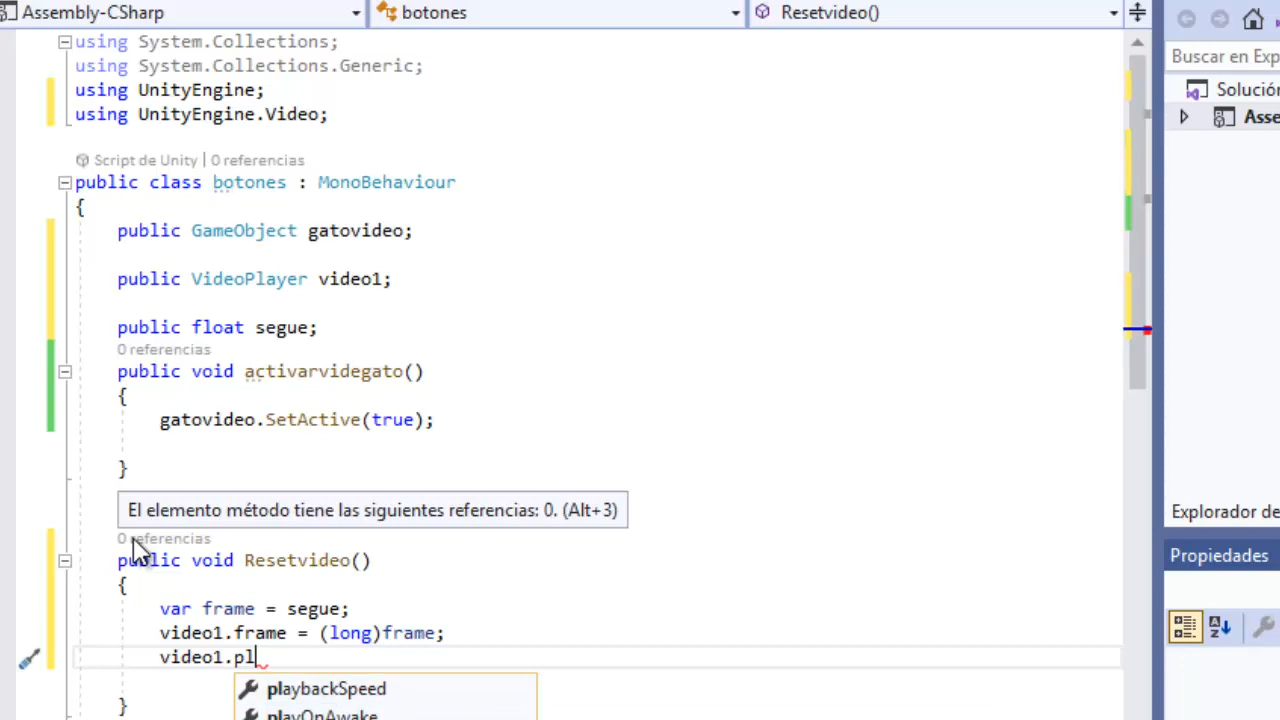 Assembly-CSharp
botones
Resetvideo()
using System.Collections;
using System.Collections.Generic;
using UnityEngine;
using UnityEngine.Video;
Script de Unity | 0 referencias
public class botones : MonoBehaviour
{
public GameObject gatovideo;
public VideoPlayer video1;
public float segue;
0 referencias
public void activarvidegato()
{
gatovideo.SetActive(true);
}
El elemento método tiene las siguientes referencias: 0. (Alt+3)
0 referencias
public void Resetvideo()
{
var frame = segue;
video1.frame = (long)frame;
video1.pl
playbackSpeed
playOnAwake
}
Buscar en Exp
Solución
Asse
Explorador de
Propiedades